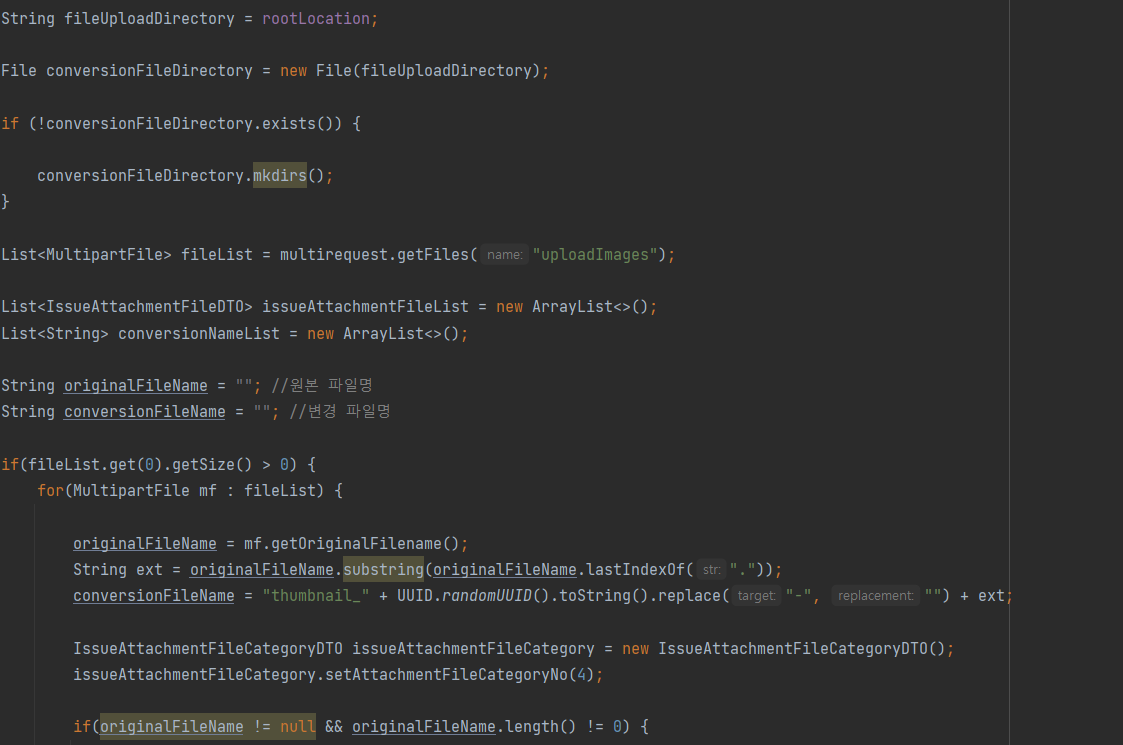 String fileUploadDirectory = rootLocation;
File conversionFileDirectory = new File(fileUploadDirectory);
if (!conversionFileDirectory.exists()) {
conversionFileDirectory.mkdirs();
}
List<MultipartFile> fileList = multirequest.getFiles( name: "uploadImages");
List<IssueAttachmentFileDTO> issueAttachmentFileList = new ArrayList<>();
List<String> conversionNameList = new ArrayList<>();
String originalFileName = ""; //원본 파일명
String conversionFileName = ""; //변경 파일명
if(fileList.get(0).getSize() > 0) {
for(MultipartFile mf : fileList) {
originalFileName = mf.getOriginalFilename();
String ext = originalFileName.substring(originalFileName.lastIndexOf( str: "."));
conversionFileName = "thumbnail_" + UUID.randomUUID().toString().replace( target: "-", replacement: "") + ext;
IssueAttachmentFileCategoryDTO issueAttachmentFileCategory = new IssueAttachmentFileCategoryDTO();
issueAttachmentFileCategory.setAttachmentFileCategoryNo(4);
if(originalFileName != null && originalFileName.length() != 0) {